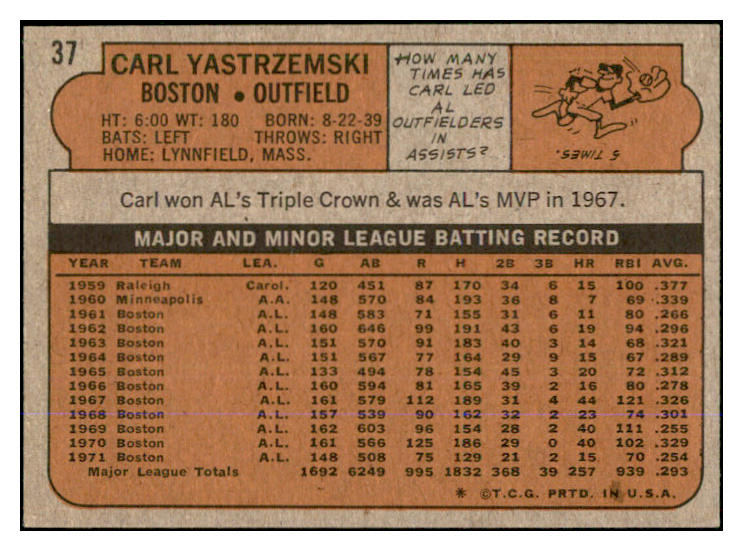 37
CARL YASTRZEMSKI
BOSTON • OUTFIELD
HT: 6:00 WT: 180 BORN: 8-22-39
BATS: LEFT THROWS: RIGHT
HOME: LYNNFIELD, MASS.
HOW MANY
TIMES HAS
CARL LED
AL
OUTFIELDERS
IN
ASSISTS?
5 TIMES.
Carl won AL's Triple Crown & was AL's MVP in 1967.
MAJOR AND MINOR LEAGUE BATTING RECORD
YEAR TEAM LEA. G AB R H 2B 3B HR RBI AVG.
1959 Raleigh Carol. 120 451 87 170 34 6 15 100 .377
1960 Minneapolis A.A. 148 570 84 193 36 8 7 69 .339
1961 Boston A.L. 148 583 71 155 31 6 11 80 .266
1962 Boston A.L. 160 646 99 191 43 6 19 94 .296
1963 Boston A.L. 151 570 91 183 40 3 14 68 .321
1964 Boston A.L. 151 567 77 164 29 9 15 67 .289
1965 Boston A.L. 133 494 78 154 45 3 20 72 .312
1966 Boston A.L. 160 594 81 165 39 2 16 80 .278
1967 Boston A.L. 161 579 112 189 31 4 44 121 .326
1968 Boston A.L. 157 539 90 162 32 2 23 74 .301
1969 Boston A.L. 162 603 96 154 28 2 40 111 .255
1970 Boston A.L. 161 566 125 186 29 0 40 102 .329
1971 Boston A.L. 148 508 75 129 21 2 15 70 .254
Major League Totals 1692 6249 995 1832 368 39 257 939 .293
* ©T.C.G. PRTD. IN U.S.A.